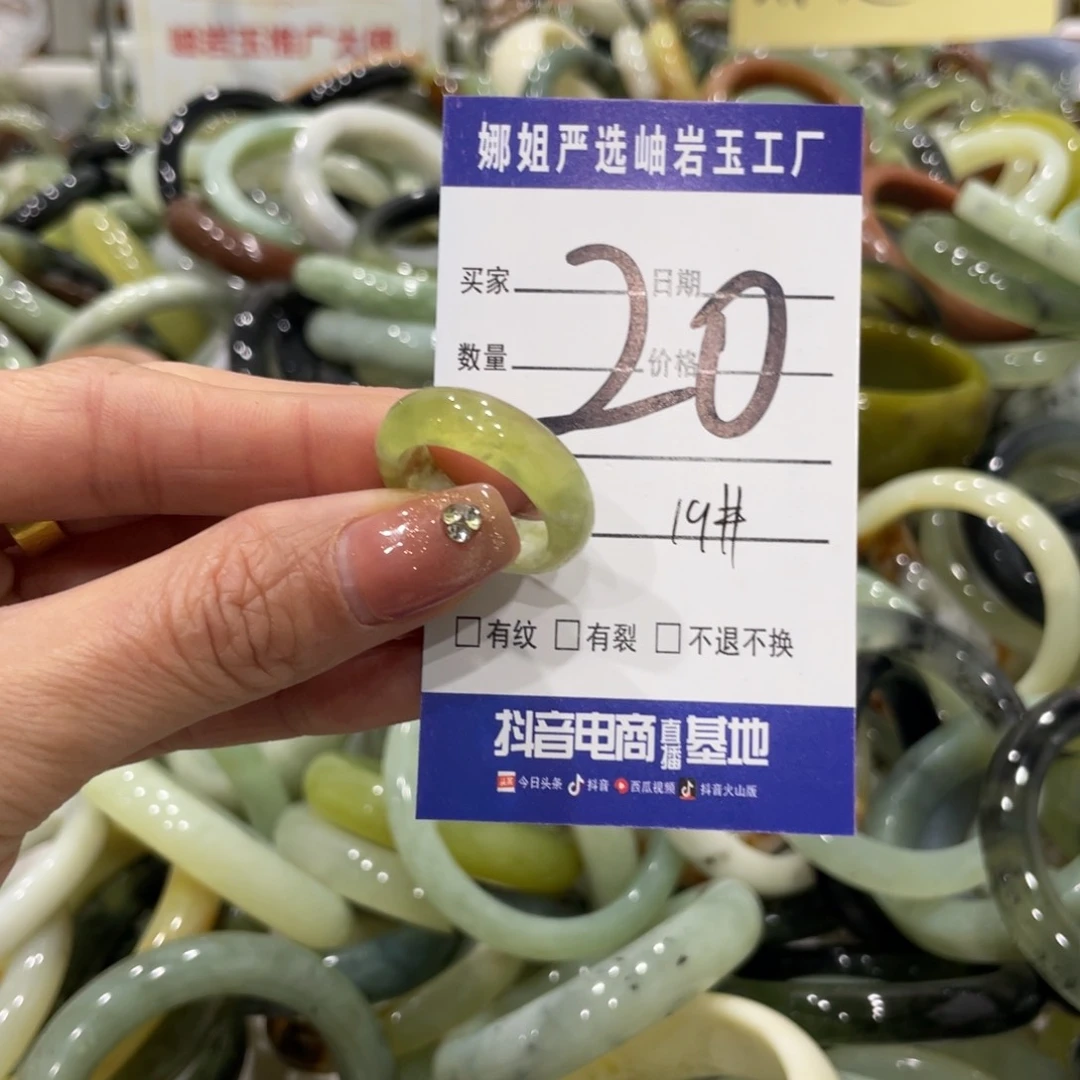 娜姐严选岫岩玉工厂
20
买家 日期
数量 价格
19#
□有纹 □有裂 □不退不换
抖音电商直播基地
今日头条 抖音 西瓜视频 抖音火山版